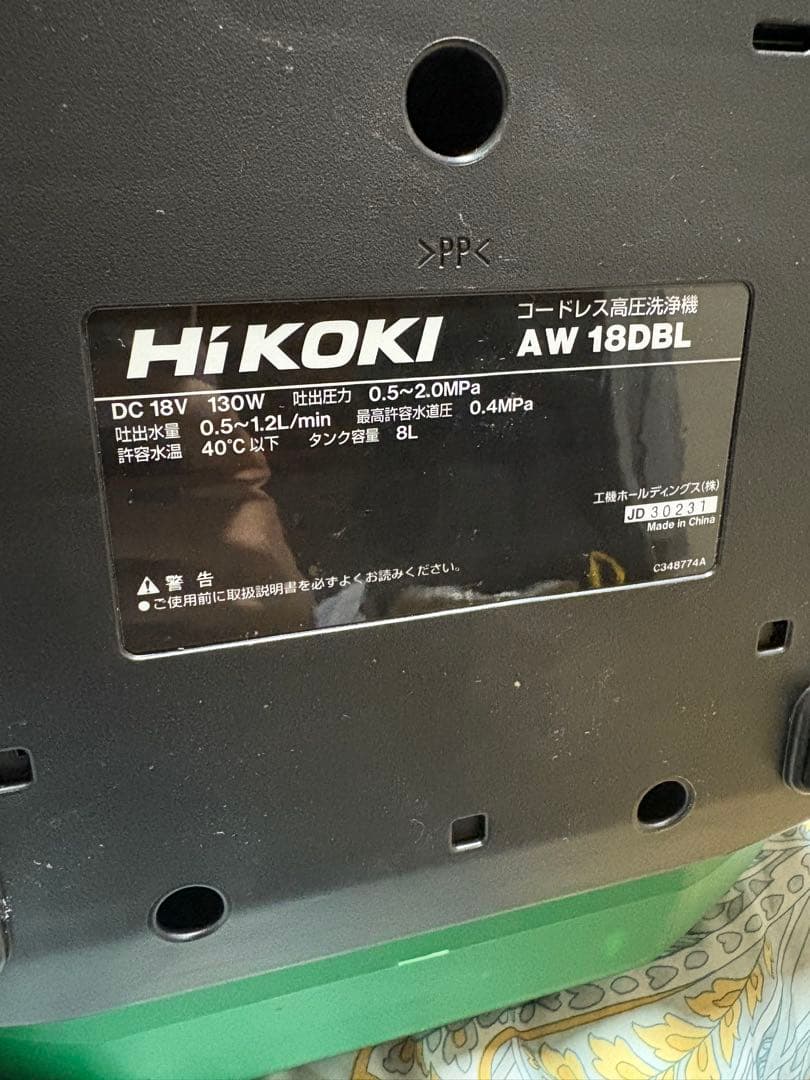 >PP<
HiKOKI
コードレス高圧洗浄機
AW 18DBL
DC 18V 130W 吐出圧力 0.5～2.0MPa
吐出水量 0.5～1.2L/min 最高許容水道圧 0.4MPa
許容水温 40℃以下 タンク容量 8L
工機ホールディングス(株)
JD 30231
Made in China
⚠ 警告
●ご使用前に取扱説明書を必ずよくお読みください。
C348774A